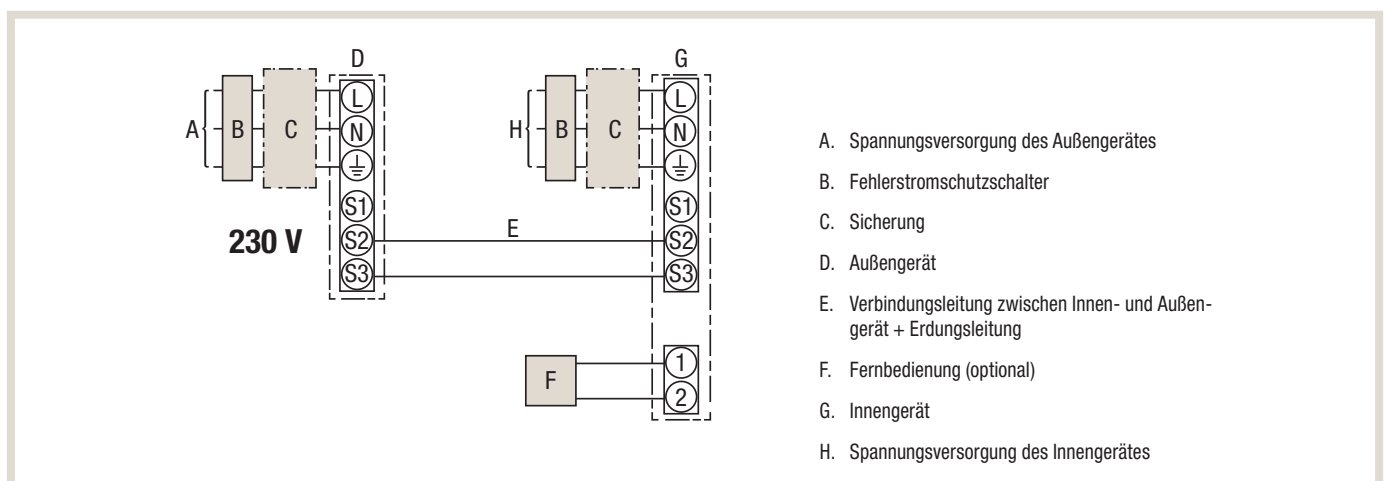 D
G
A
B
C
L
N
S1
S2
S3
230 V
E
H
B
C
L
N
S1
S2
S3
F
1
2
A. Spannungsversorgung des Außengerätes
B. Fehlerstromschutzschalter
C. Sicherung
D. Außengerät
E. Verbindungsleitung zwischen Innen- und Außen-
gerät + Erdungsleitung
F. Fernbedienung (optional)
G. Innengerät
H. Spannungsversorgung des Innengerätes